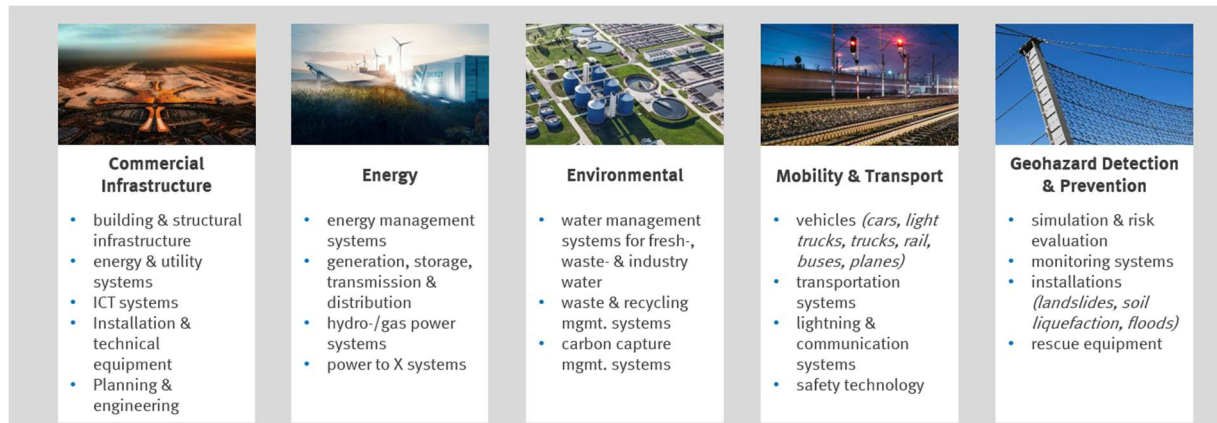 Commercial
Infrastructure
• building & structural
infrastructure
• energy & utility
systems
• ICT systems
• Installation &
technical
equipment
• Planning &
engineering
Energy
• energy management
systems
• generation, storage,
transmission &
distribution
• hydro-/gas power
systems
• power to X systems
Environmental
• water management
systems for fresh-,
waste- & industry
water
• waste & recycling
mgmt. systems
• carbon capture
mgmt. systems
Mobility & Transport
• vehicles (cars, light
trucks, trucks, rail,
buses, planes)
• transportation
systems
• lightning &
communication
systems
• safety technology
Geohazard Detection
& Prevention
• simulation & risk
evaluation
• monitoring systems
• installations
(landslides, soil
liquefaction, floods)
• rescue equipment